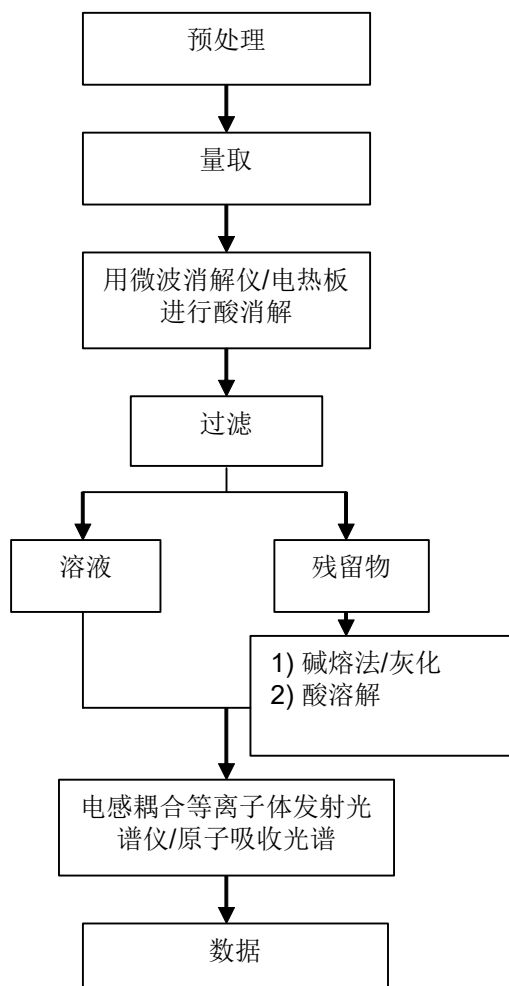 预处理
量取
用微波消解仪/电热板
进行酸消解
过滤
溶液
残留物
1) 碱熔法/灰化
2) 酸溶解
电感耦合等离子体发射光
谱仪/原子吸收光谱
数据